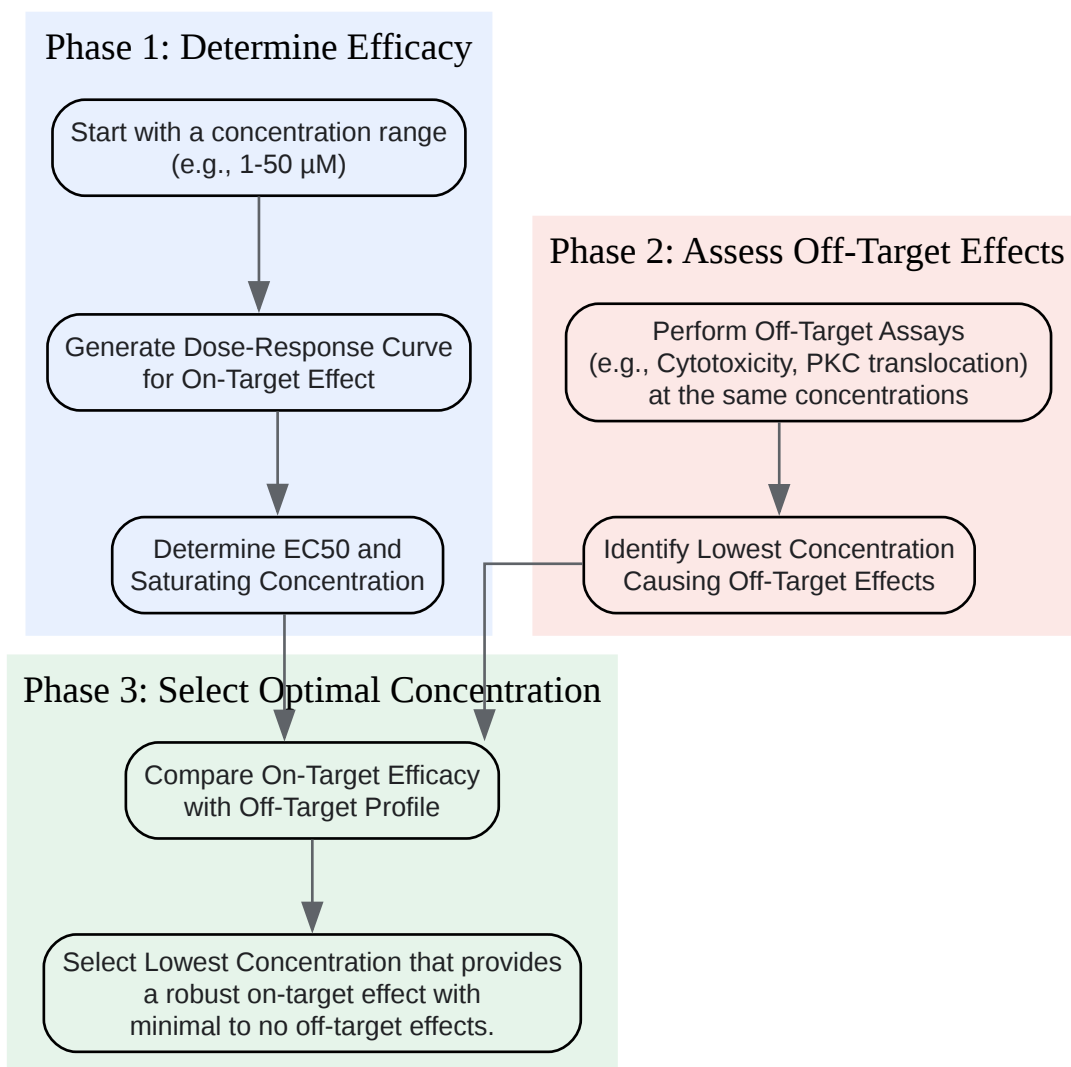 Phase 1: Determine Efficacy
Start with a concentration range
(e.g., 1-50 µM)
Generate Dose-Response Curve
for On-Target Effect
Determine EC50 and
Saturating Concentration
Phase 2: Assess Off-Target Effects
Perform Off-Target Assays
(e.g., Cytotoxicity, PKC translocation)
at the same concentrations
Identify Lowest Concentration
Causing Off-Target Effects
Phase 3: Select Optimal Concentration
Compare On-Target Efficacy
with Off-Target Profile
Select Lowest Concentration that provides
a robust on-target effect with
minimal to no off-target effects.